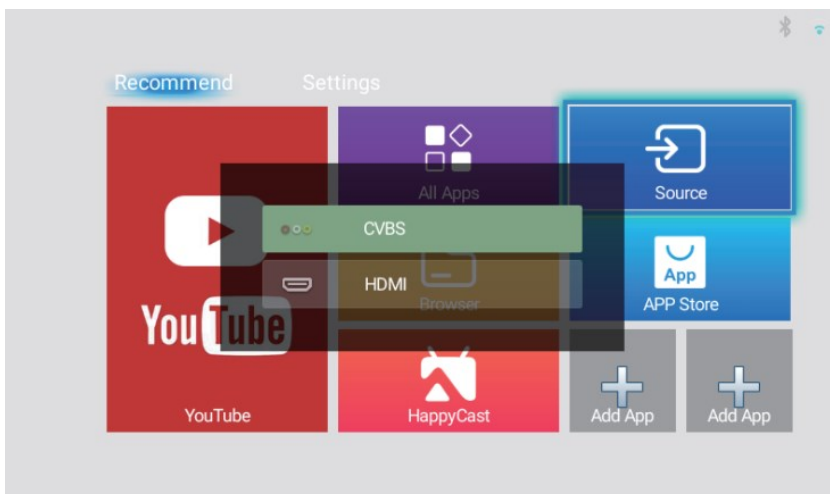 Recommend
Settings
All Apps
Source
CVBS
HDMI
Browser
App
APP Store
YouTube
YouTube
HappyCast
Add App
Add App